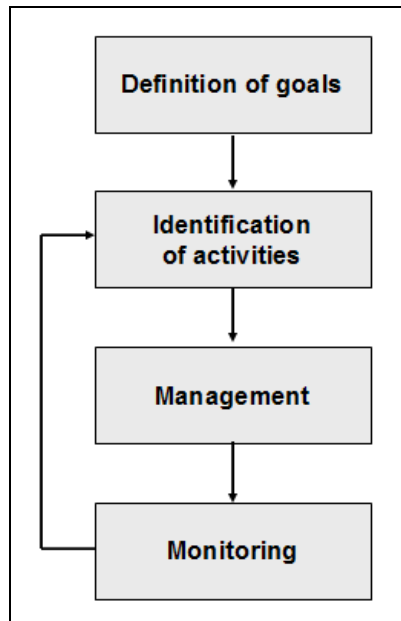 Definition of goals
Identification
of activities
Management
Monitoring